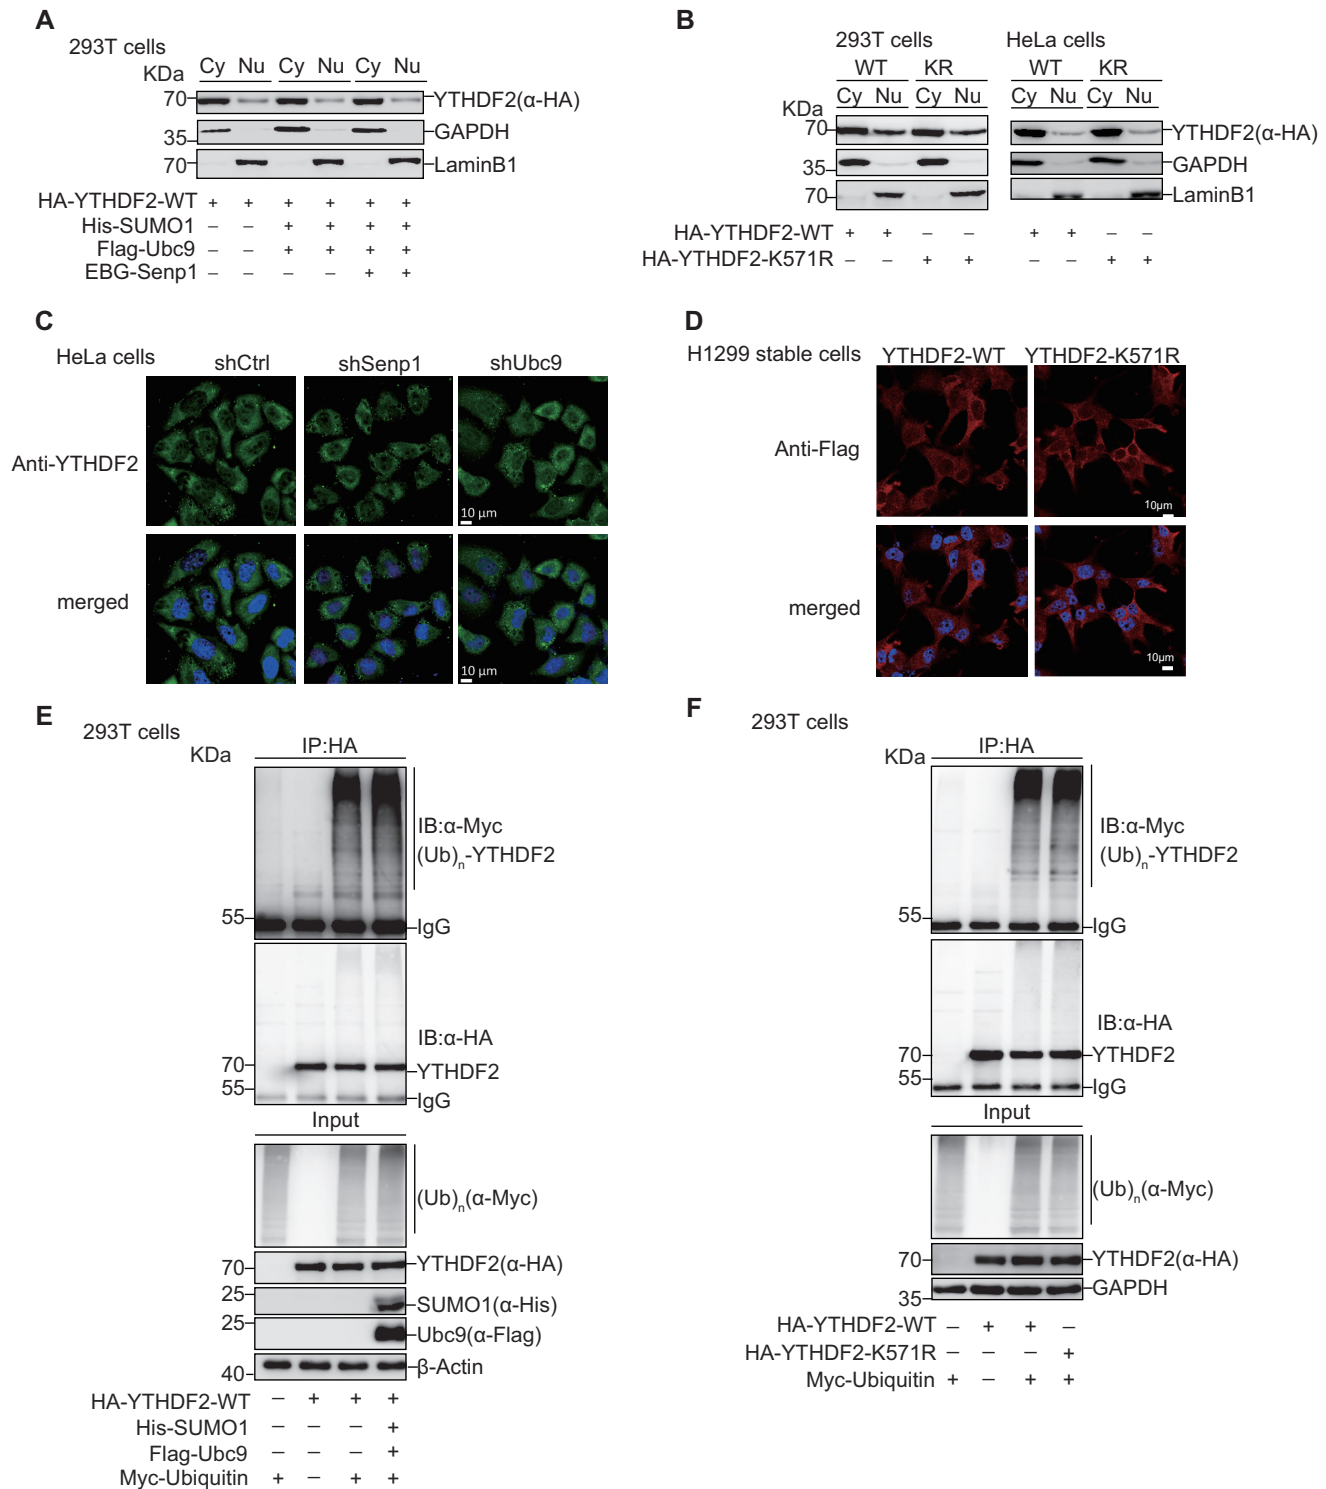 A
293T cells
KDa
Cy Nu Cy Nu Cy Nu
70 YTHDF2(α-HA)
35 GAPDH
70 LaminB1
HA-YTHDF2-WT + + + + + +
His-SUMO1 – – + + + +
Flag-Ubc9 – – + + + +
EBG-Senp1 – – – – + +
B
293T cells HeLa cells
WT KR WT KR
KDa Cy Nu Cy Nu Cy Nu Cy Nu
70 YTHDF2(α-HA)
35 GAPDH
70 LaminB1
HA-YTHDF2-WT + + – – + + – –
HA-YTHDF2-K571R – – + + – – + +
C
HeLa cells shCtrl shSenp1 shUbc9
Anti-YTHDF2
10 μm
merged
10 μm
D
H1299 stable cells YTHDF2-WT YTHDF2-K571R
Anti-Flag
10μm
merged
10μm
E
293T cells
KDa IP:HA
IB:α-Myc
(Ub)n-YTHDF2
55 IgG
IB:α-HA
70 YTHDF2
55 IgG
Input
(Ub)n(α-Myc)
70 YTHDF2(α-HA)
25 SUMO1(α-His)
25 Ubc9(α-Flag)
40 β-Actin
HA-YTHDF2-WT – + + +
His-SUMO1 – – – +
Flag-Ubc9 – – – +
Myc-Ubiquitin + – + +
F
293T cells
KDa IP:HA
IB:α-Myc
(Ub)n-YTHDF2
55 IgG
IB:α-HA
70 YTHDF2
55 IgG
Input
(Ub)n(α-Myc)
70 YTHDF2(α-HA)
35 GAPDH
HA-YTHDF2-WT – + + –
HA-YTHDF2-K571R – – – +
Myc-Ubiquitin + – + +